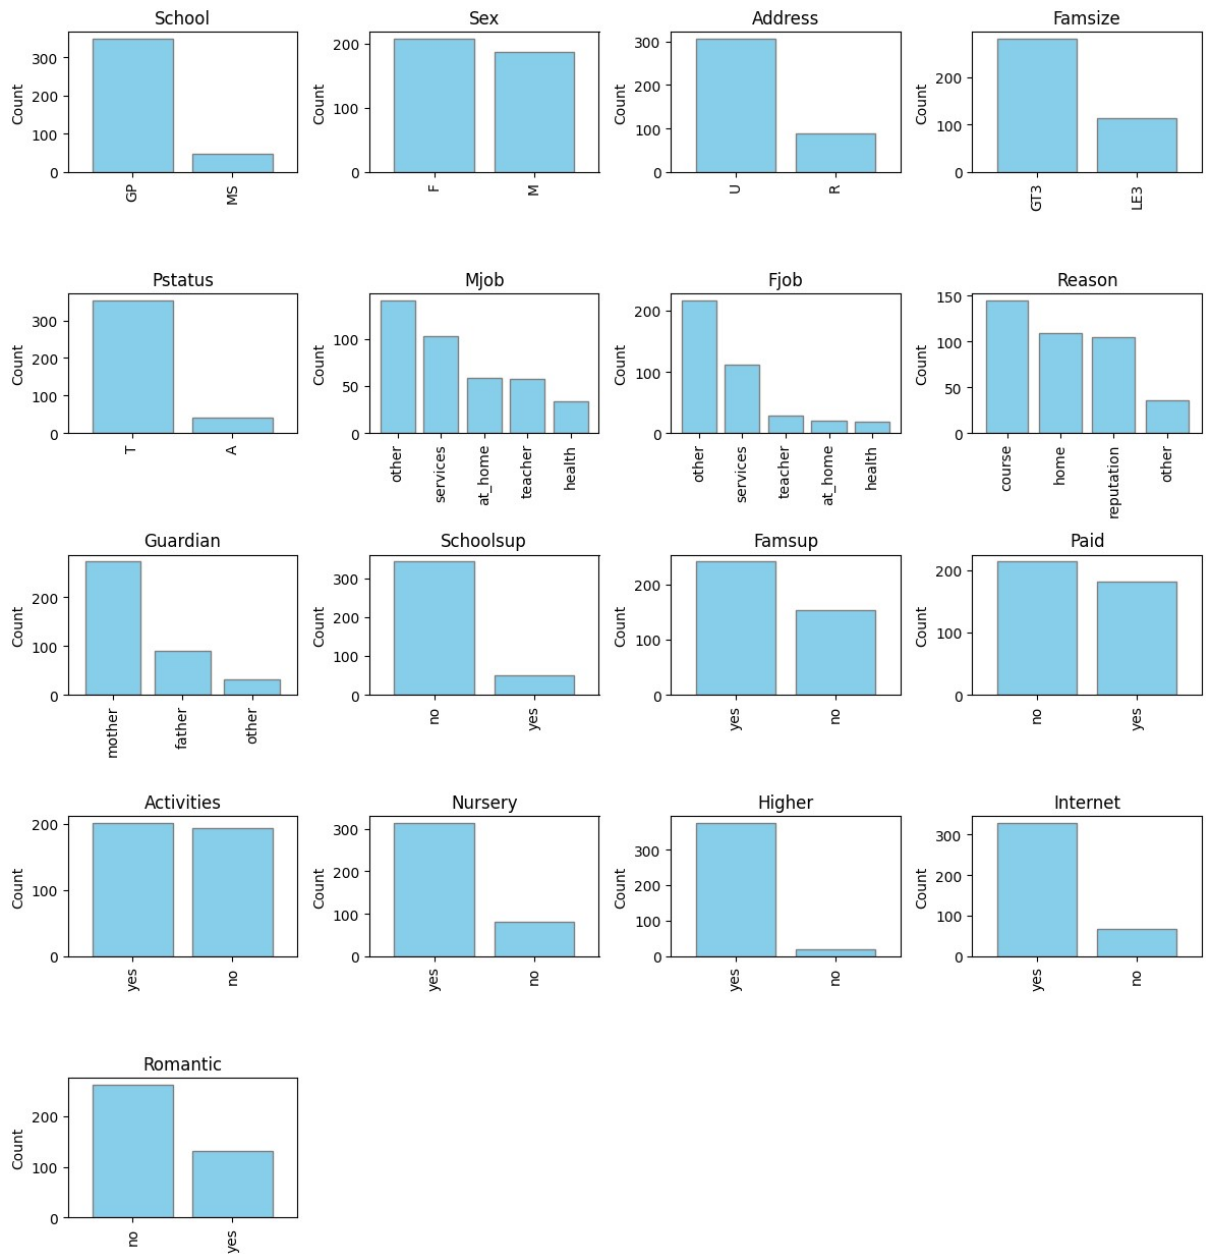 School
Count
300
200
100
0
GP
MS
Sex
Count
200
100
0
F
M
Address
Count
300
200
100
0
U
R
Famsize
Count
200
100
0
GT3
LE3
Pstatus
Count
300
200
100
0
T
A
Mjob
Count
100
50
0
other
services
at_home
teacher
health
Fjob
Count
200
100
0
other
services
teacher
at_home
health
Reason
Count
150
100
50
0
course
home
reputation
other
Guardian
Count
200
100
0
mother
father
other
Schoolsup
Count
300
200
100
0
no
yes
Famsup
Count
200
100
0
yes
no
Paid
Count
200
100
0
no
yes
Activities
Count
200
100
0
yes
no
Nursery
Count
300
200
100
0
yes
no
Higher
Count
300
200
100
0
yes
no
Internet
Count
300
200
100
0
yes
no
Romantic
Count
200
100
0
no
yes